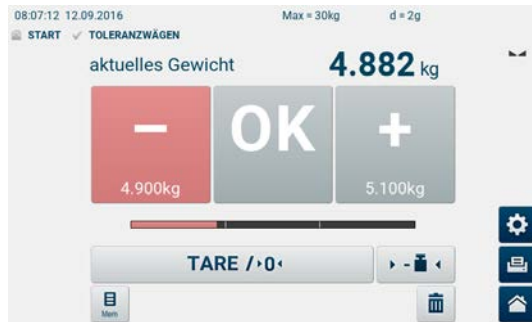 08:07:12 12.09.2016 Max = 30kg d = 2g
START TOLERANZWÄGEN
aktuelles Gewicht 4.882 kg
− OK +
4.900kg 5.100kg
TARE / 0
Mem